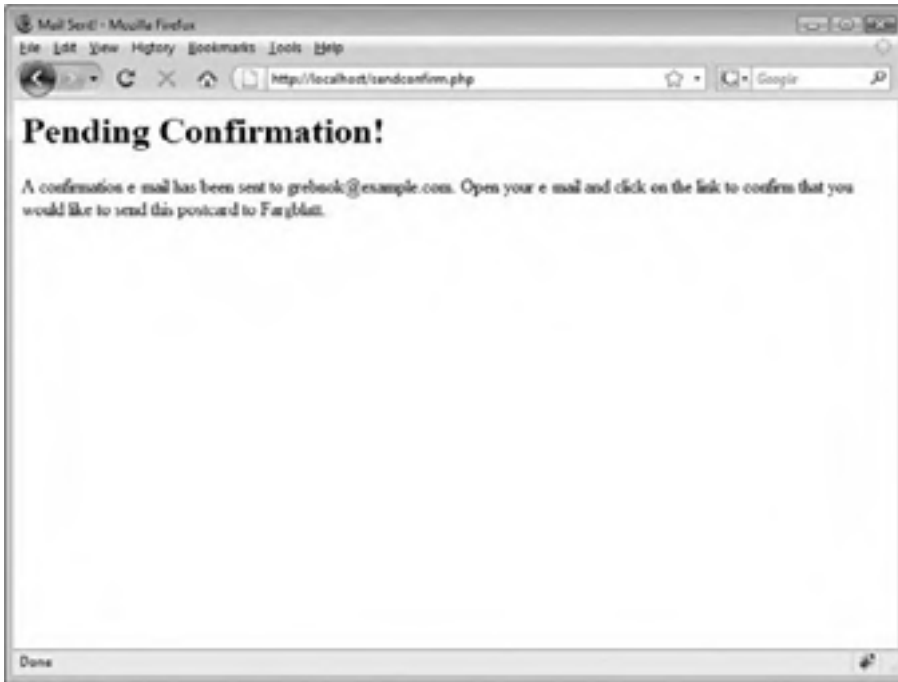 Mail Sent! - Mozilla Firefox
File Edit View History Bookmarks Tools Help
http://localhost/sendconfirm.php
Google
Pending Confirmation!
A confirmation e-mail has been sent to grebnok@example.com. Open your e-mail and click on the link to confirm that you
would like to send this postcard to Fargblatt.
Done